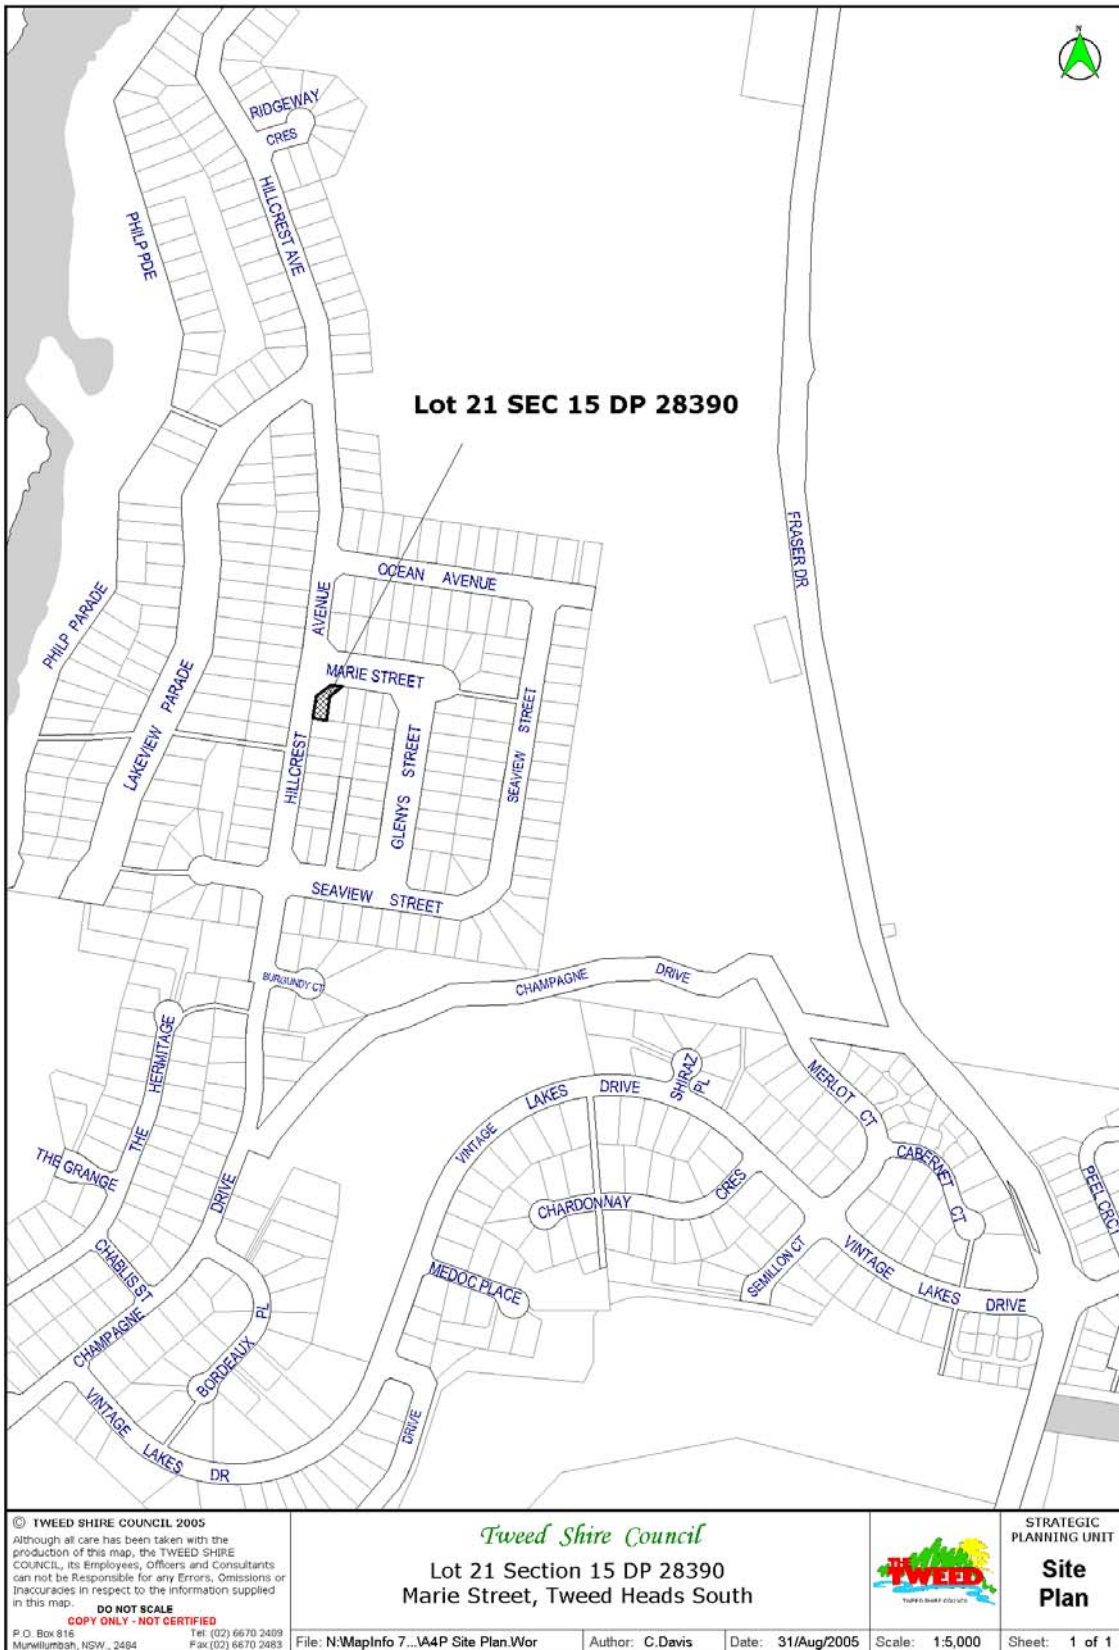 N
RIDGEWAY
CRES
HILLCREST AVE
PHILP PDE
Lot 21 SEC 15 DP 28390
FRASER DR
OCEAN AVENUE
AVENUE
PHILP PARADE
MARIE STREET
LAKEVIEW PARADE
HILLCREST
GLENYS STREET
SEAVIEW STREET
SEAVIEW STREET
BURGUNDY CT
CHAMPAGNE DRIVE
THE HERMITAGE
SHIRAZ
PL
MERLOT CT
VINTAGE LAKES DRIVE
THE GRANGE
DRIVE
CABERNET CT
PEEL CRCT
CHARDONNAY CRES
CHABLIS ST
MEDOC PLACE
SEMILLON CT
VINTAGE LAKES DRIVE
CHAMPAGNE
BORDEAUX PL
VINTAGE LAKES DR
DRIVE
© TWEED SHIRE COUNCIL 2005
Although all care has been taken with the
production of this map, the TWEED SHIRE
COUNCIL, its Employees, Officers and Consultants
can not be Responsible for any Errors, Omissions or
Inaccuracies in respect to the information supplied
in this map.
DO NOT SCALE
COPY ONLY - NOT CERTIFIED
P.O. Box 816
Murwillumbah, NSW., 2484
Tel: (02) 6670 2409
Fax (02) 6670 2483
Tweed Shire Council
Lot 21 Section 15 DP 28390
Marie Street, Tweed Heads South
File: N:\MapInfo 7...\A4P Site Plan.Wor
Author: C.Davis
Date: 31/Aug/2005
Scale: 1:5,000
Sheet: 1 of 1
THE
TWEED
TWEED SHIRE COUNCIL
STRATEGIC
PLANNING UNIT
Site
Plan